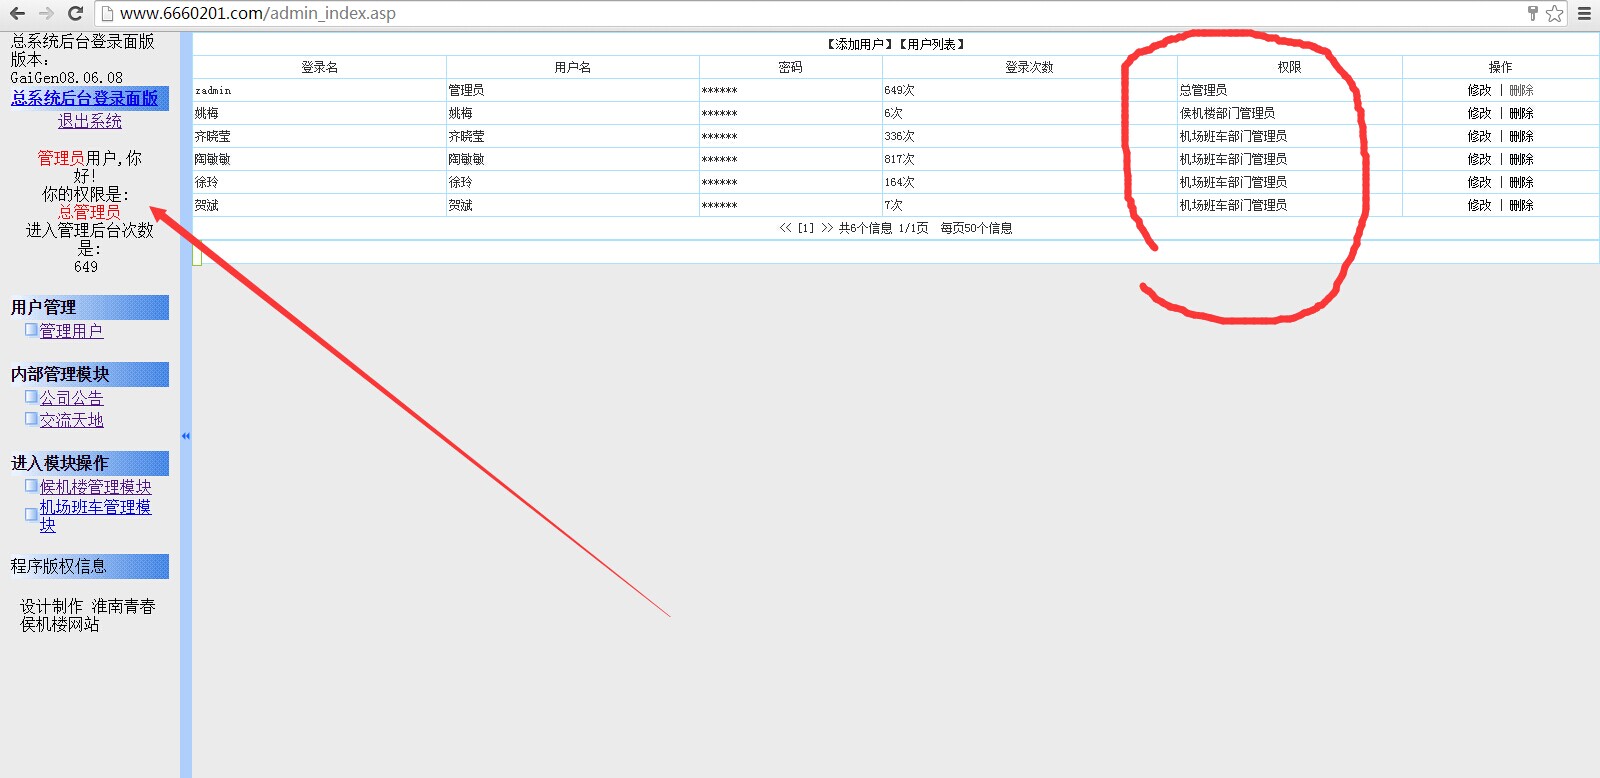 www.6660201.com/admin_index.asp
总系统后台登录面版
版本:
GaiGen08.06.08
总系统后台登录面版
退出系统
管理员用户,你
好!
你的权限是:
总管理员
进入管理后台次数
是:
649
用户管理
管理用户
内部管理模块
公司公告
交流天地
进入模块操作
候机楼管理模块
机场班车管理模
块
程序版权信息
设计制作 淮南青春
侯机楼网站
【添加用户】【用户列表】
登录名 用户名 密码 登录次数 权限 操作
zadmin 管理员 ****** 649次 总管理员 修改 | 删除
姚梅 姚梅 ****** 6次 侯机楼部门管理员 修改 | 删除
齐晓莹 齐晓莹 ****** 336次 机场班车部门管理员 修改 | 删除
陶敏敏 陶敏敏 ****** 817次 机场班车部门管理员 修改 | 删除
徐玲 徐玲 ****** 164次 机场班车部门管理员 修改 | 删除
贺斌 贺斌 ****** 7次 机场班车部门管理员 修改 | 删除
<< [1] >> 共6个信息 1/1页 每页50个信息